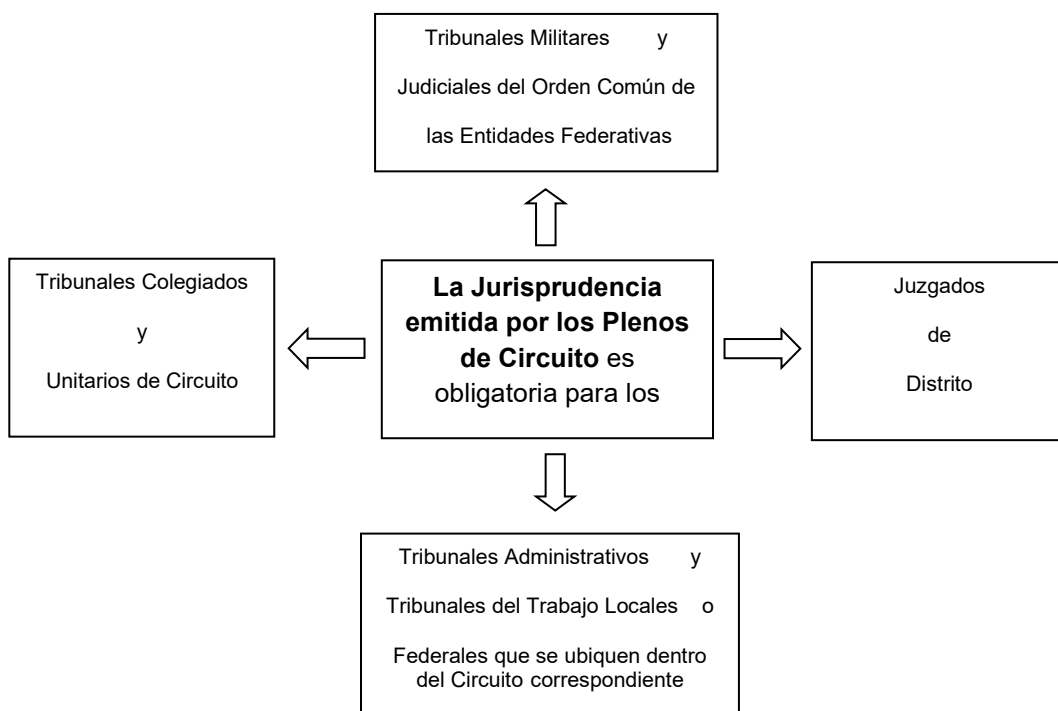 Tribunales Militares y
Judiciales del Orden Común de
las Entidades Federativas
Tribunales Colegiados
y
Unitarios de Circuito
La Jurisprudencia
emitida por los Plenos
de Circuito es
obligatoria para los
Juzgados
de
Distrito
Tribunales Administrativos y
Tribunales del Trabajo Locales o
Federales que se ubiquen dentro
del Circuito correspondiente